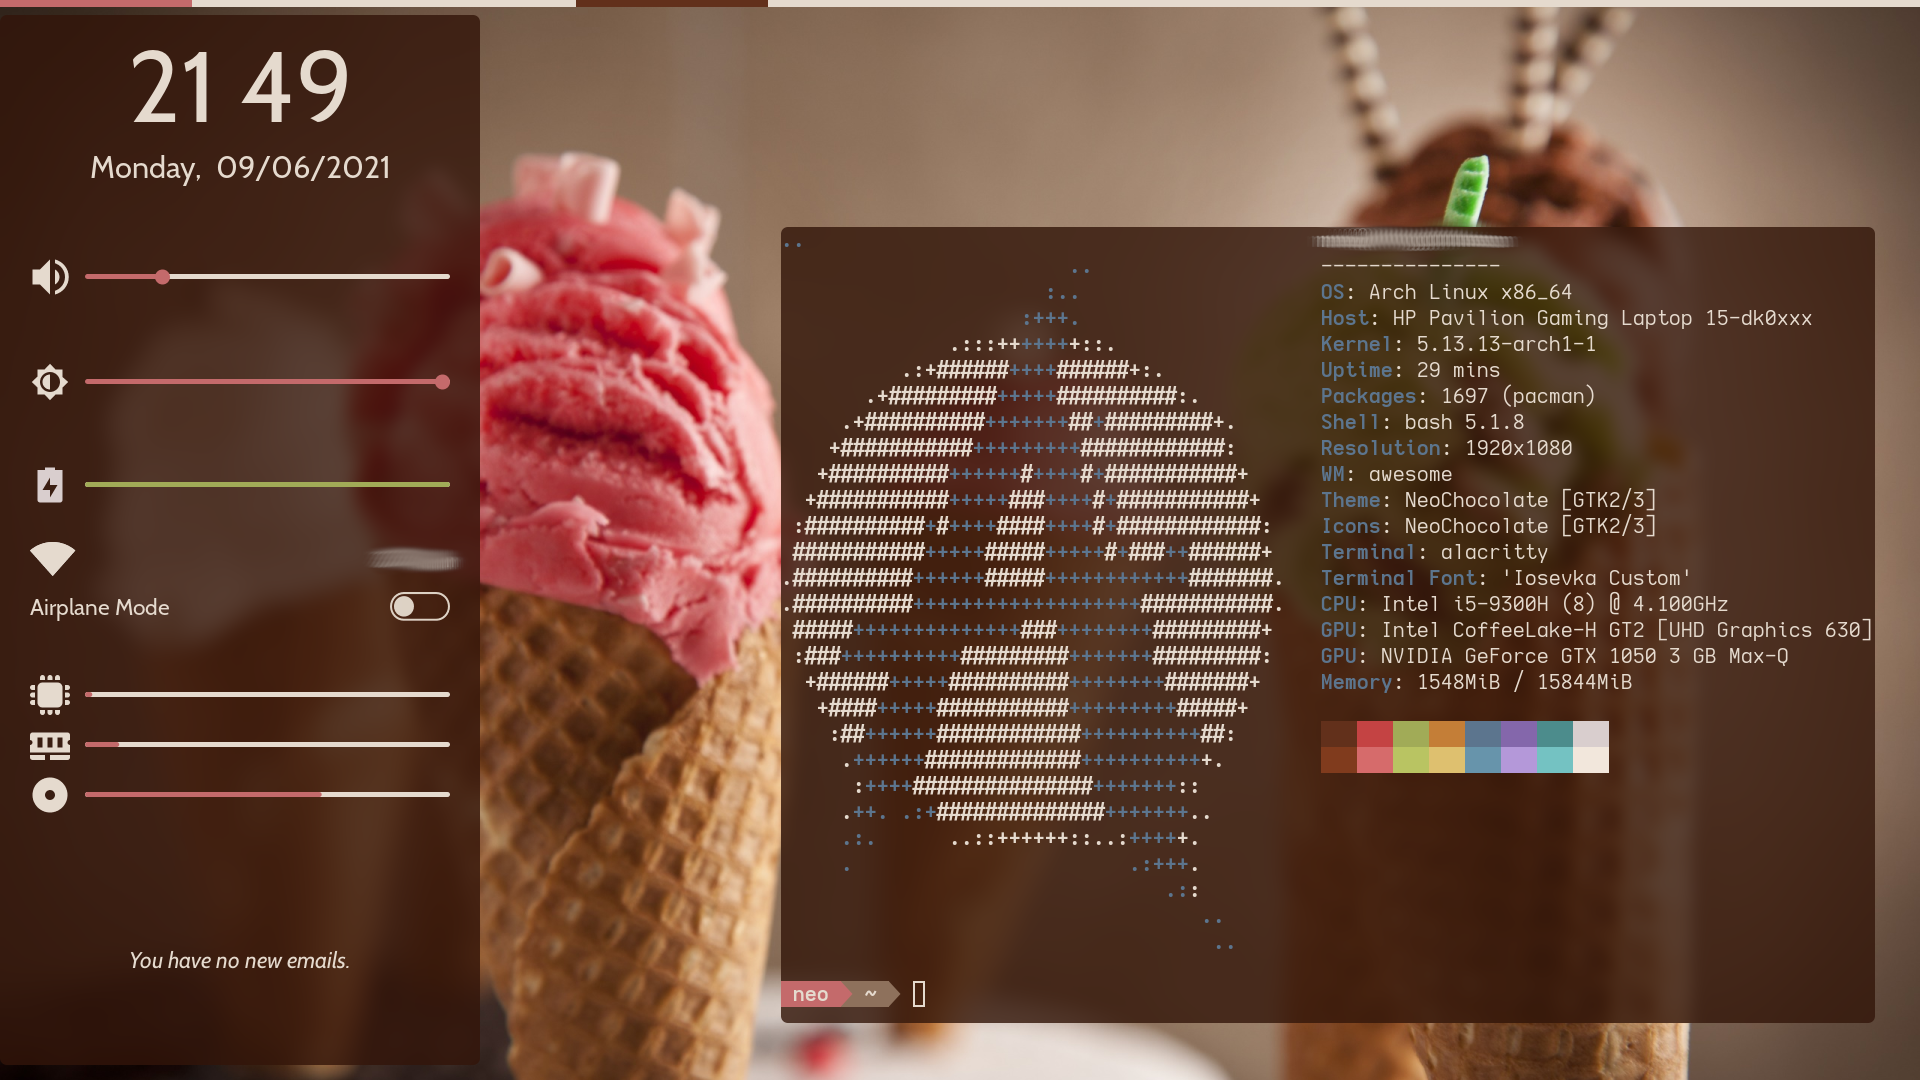 21 49
Monday, 09/06/2021
Airplane Mode
You have no new emails.
---------------
OS: Arch Linux x86_64
Host: HP Pavilion Gaming Laptop 15-dk0xxx
Kernel: 5.13.13-arch1-1
Uptime: 29 mins
Packages: 1697 (pacman)
Shell: bash 5.1.8
Resolution: 1920x1080
WM: awesome
Theme: NeoChocolate [GTK2/3]
Icons: NeoChocolate [GTK2/3]
Terminal: alacritty
Terminal Font: 'Iosevka Custom'
CPU: Intel i5-9300H (8) @ 4.100GHz
GPU: Intel CoffeeLake-H GT2 [UHD Graphics 630]
GPU: NVIDIA GeForce GTX 1050 3 GB Max-Q
Memory: 1548MiB / 15844MiB
neo ~